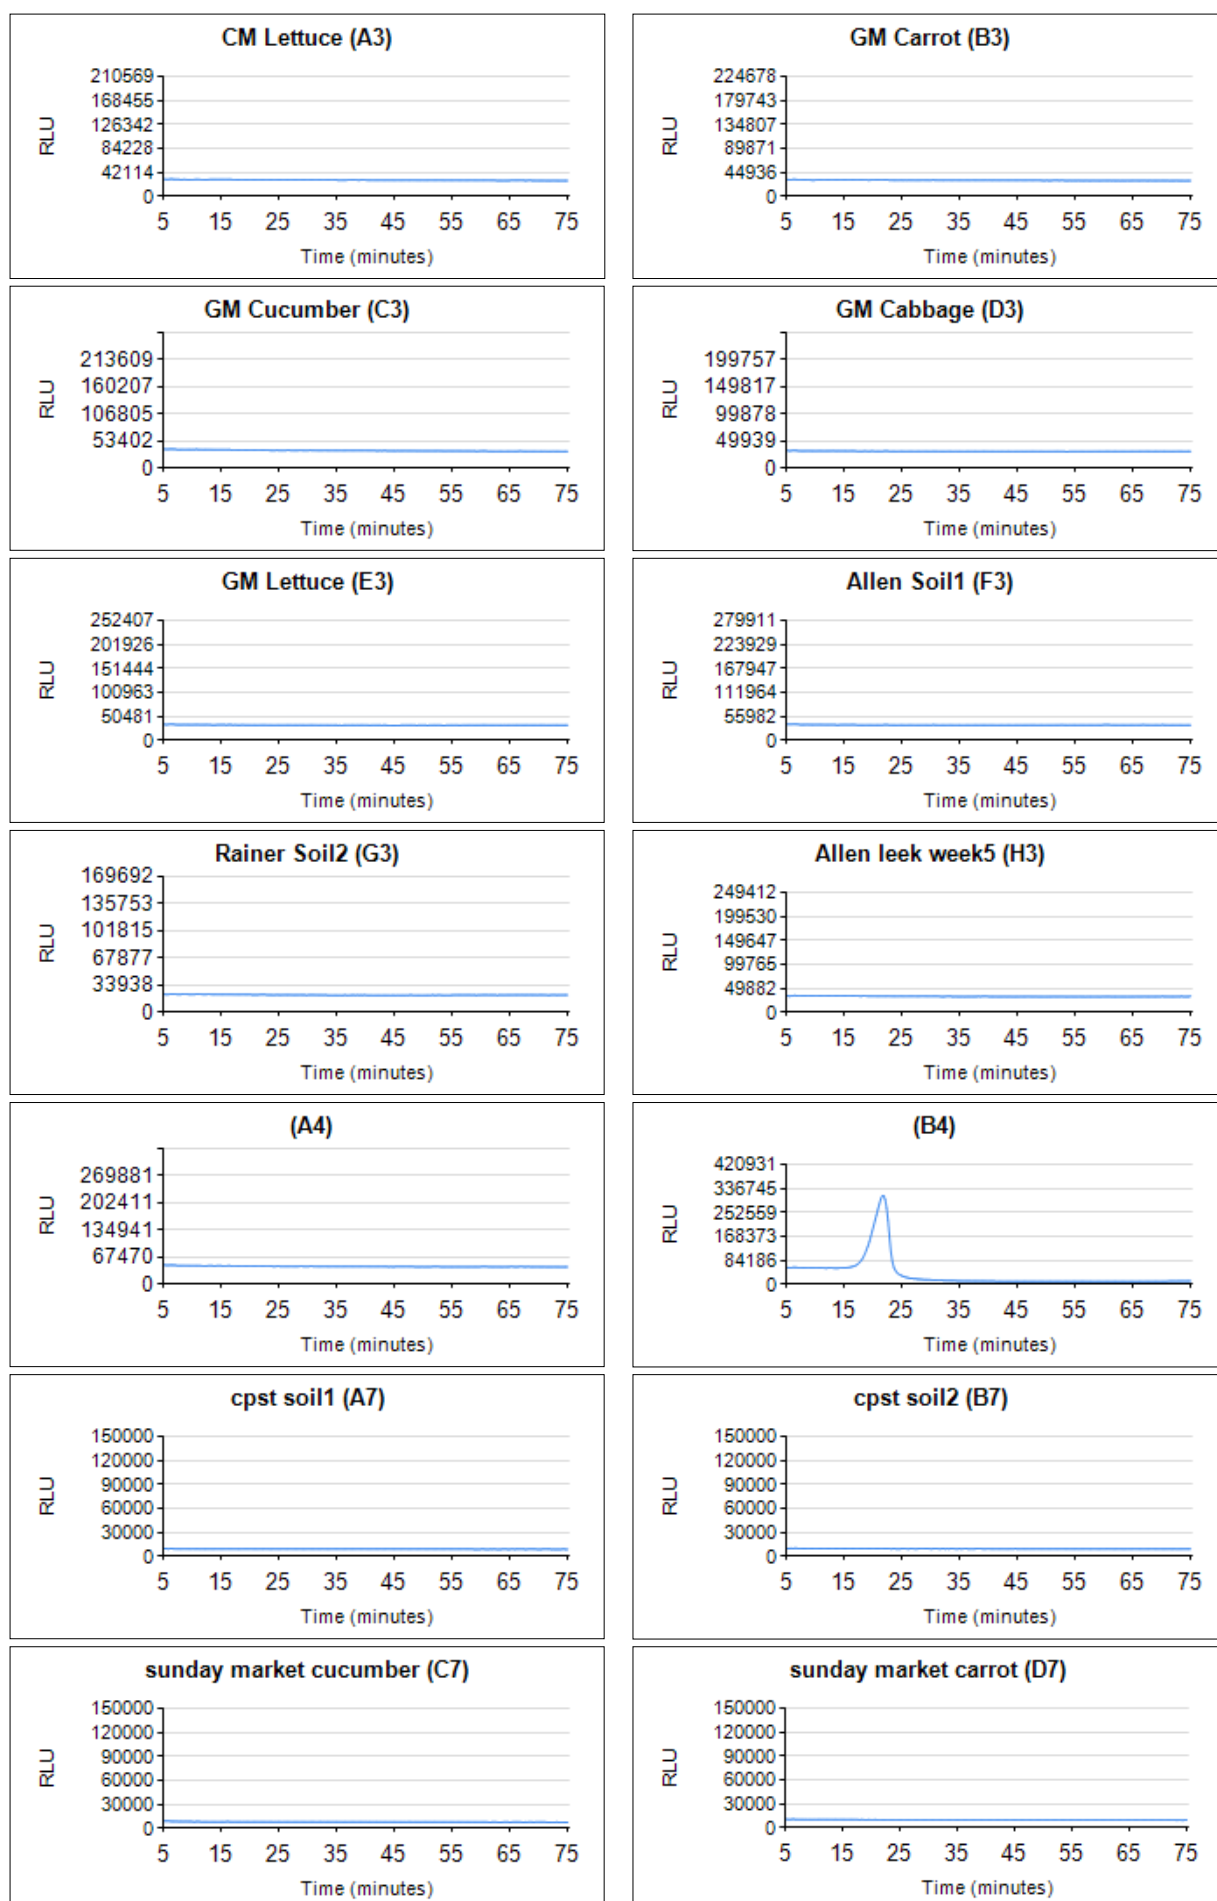 CM Lettuce (A3)
210569
168455
126342
84228
42114
0
RLU
5 15 25 35 45 55 65 75
Time (minutes)
GM Carrot (B3)
224678
179743
134807
89871
44936
0
RLU
5 15 25 35 45 55 65 75
Time (minutes)
GM Cucumber (C3)
213609
160207
106805
53402
0
RLU
5 15 25 35 45 55 65 75
Time (minutes)
GM Cabbage (D3)
199757
149817
99878
49939
0
RLU
5 15 25 35 45 55 65 75
Time (minutes)
GM Lettuce (E3)
252407
201926
151444
100963
50481
0
RLU
5 15 25 35 45 55 65 75
Time (minutes)
Allen Soil1 (F3)
279911
223929
167947
111964
55982
0
RLU
5 15 25 35 45 55 65 75
Time (minutes)
Rainer Soil2 (G3)
169692
135753
101815
67877
33938
0
RLU
5 15 25 35 45 55 65 75
Time (minutes)
Allen leek week5 (H3)
249412
199530
149647
99765
49882
0
RLU
5 15 25 35 45 55 65 75
Time (minutes)
(A4)
269881
202411
134941
67470
0
RLU
5 15 25 35 45 55 65 75
Time (minutes)
(B4)
420931
336745
252559
168373
84186
0
RLU
5 15 25 35 45 55 65 75
Time (minutes)
cpst soil1 (A7)
150000
120000
90000
60000
30000
0
RLU
5 15 25 35 45 55 65 75
Time (minutes)
cpst soil2 (B7)
150000
120000
90000
60000
30000
0
RLU
5 15 25 35 45 55 65 75
Time (minutes)
sunday market cucumber (C7)
150000
120000
90000
60000
30000
0
RLU
5 15 25 35 45 55 65 75
Time (minutes)
sunday market carrot (D7)
150000
120000
90000
60000
30000
0
RLU
5 15 25 35 45 55 65 75
Time (minutes)